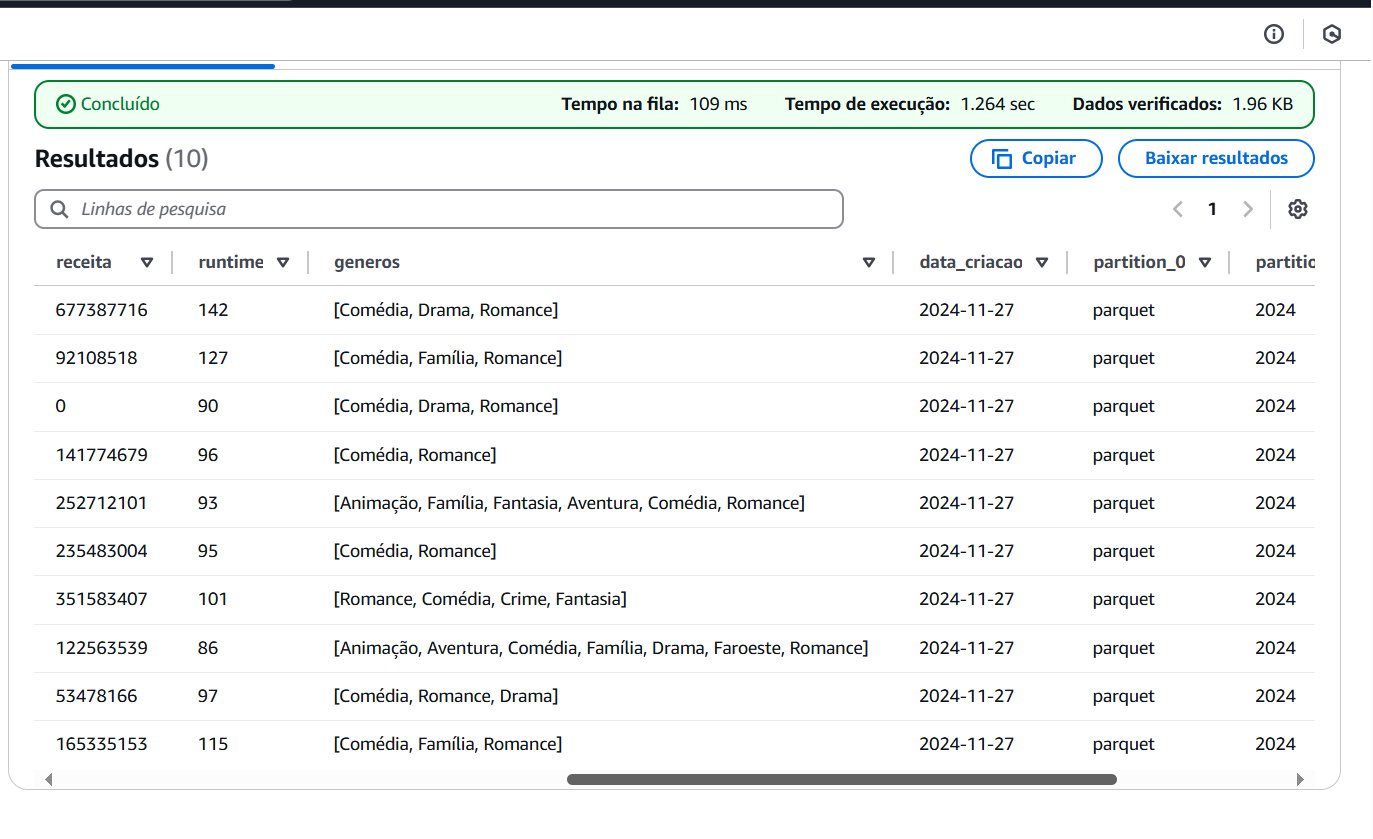 Concluído Tempo na fila: 109 ms Tempo de execução: 1.264 sec Dados verificados: 1.96 KB
Resultados (10) Copiar Baixar resultados
Linhas de pesquisa 1
receita runtime generos data_criacao partition_0 partitio
677387716 142 [Comédia, Drama, Romance] 2024-11-27 parquet 2024
92108518 127 [Comédia, Família, Romance] 2024-11-27 parquet 2024
0 90 [Comédia, Drama, Romance] 2024-11-27 parquet 2024
141774679 96 [Comédia, Romance] 2024-11-27 parquet 2024
252712101 93 [Animação, Família, Fantasia, Aventura, Comédia, Romance] 2024-11-27 parquet 2024
235483004 95 [Comédia, Romance] 2024-11-27 parquet 2024
351583407 101 [Romance, Comédia, Crime, Fantasia] 2024-11-27 parquet 2024
122563539 86 [Animação, Aventura, Comédia, Família, Drama, Faroeste, Romance] 2024-11-27 parquet 2024
53478166 97 [Comédia, Romance, Drama] 2024-11-27 parquet 2024
165335153 115 [Comédia, Família, Romance] 2024-11-27 parquet 2024